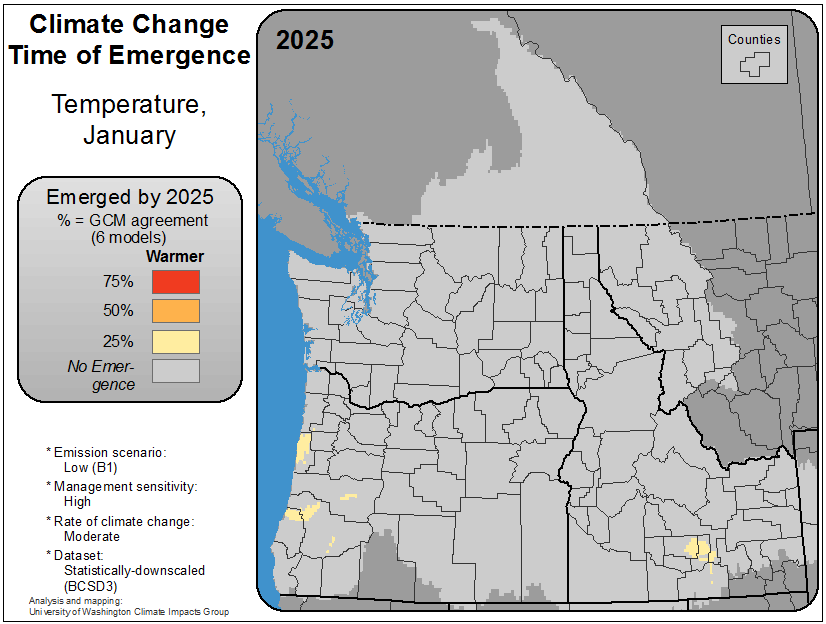 Climate Change
Time of Emergence
Temperature,
January
Emerged by 2025
% = GCM agreement
(6 models)
Warmer
75%
50%
25%
No Emer-
gence
* Emission scenario:
Low (B1)
* Management sensitivity:
High
* Rate of climate change:
Moderate
* Dataset:
Statistically-downscaled
(BCSD3)
Analysis and mapping:
University of Washington Climate Impacts Group
2025
Counties